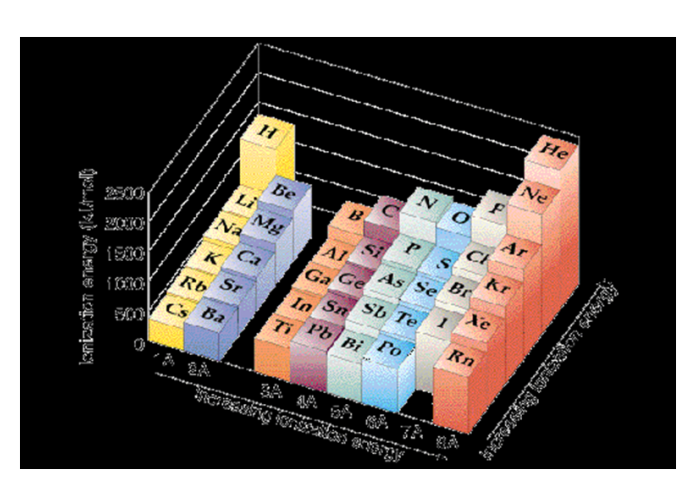 H
He
Li Be B C N O F Ne
Na Mg Al Si P S Cl Ar
K Ca Ga Ge As Se Br Kr
Rb Sr In Sn Sb Te I Xe
Cs Ba Ti Pb Bi Po Rn
Ionization energy (kJ/mol)
2500
2000
1500
1000
500
0
1A 2A 3A 4A 5A 6A 7A 8A
Increasing ionization energy
Increasing ionization energy